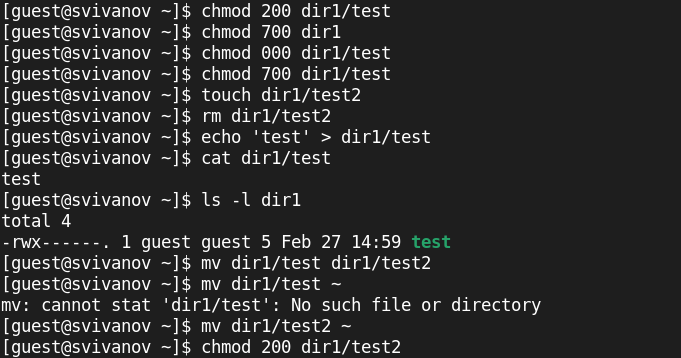 [guest@svivanov ~]$ chmod 200 dir1/test
[guest@svivanov ~]$ chmod 700 dir1
[guest@svivanov ~]$ chmod 000 dir1/test
[guest@svivanov ~]$ chmod 700 dir1/test
[guest@svivanov ~]$ touch dir1/test2
[guest@svivanov ~]$ rm dir1/test2
[guest@svivanov ~]$ echo 'test' > dir1/test
[guest@svivanov ~]$ cat dir1/test
test
[guest@svivanov ~]$ ls -l dir1
total 4
-rwx------. 1 guest guest 5 Feb 27 14:59 test
[guest@svivanov ~]$ mv dir1/test dir1/test2
[guest@svivanov ~]$ mv dir1/test ~
mv: cannot stat 'dir1/test': No such file or directory
[guest@svivanov ~]$ mv dir1/test2 ~
[guest@svivanov ~]$ chmod 200 dir1/test2